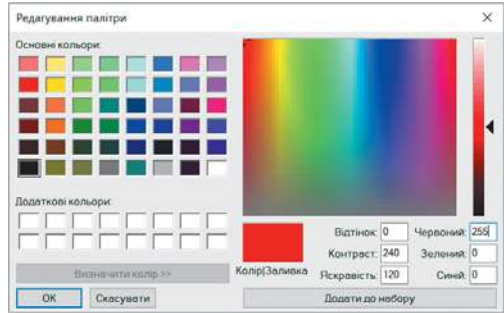 Редагування палітри
Основні кольори:
Додаткові кольори:
Визначити колір >>
OK
Скасувати
Колір|Заливка
Відтінок: 0
Червоний: 255
Контраст: 240
Зелений: 0
Яскравість: 120
Синій: 0
Додати до набору